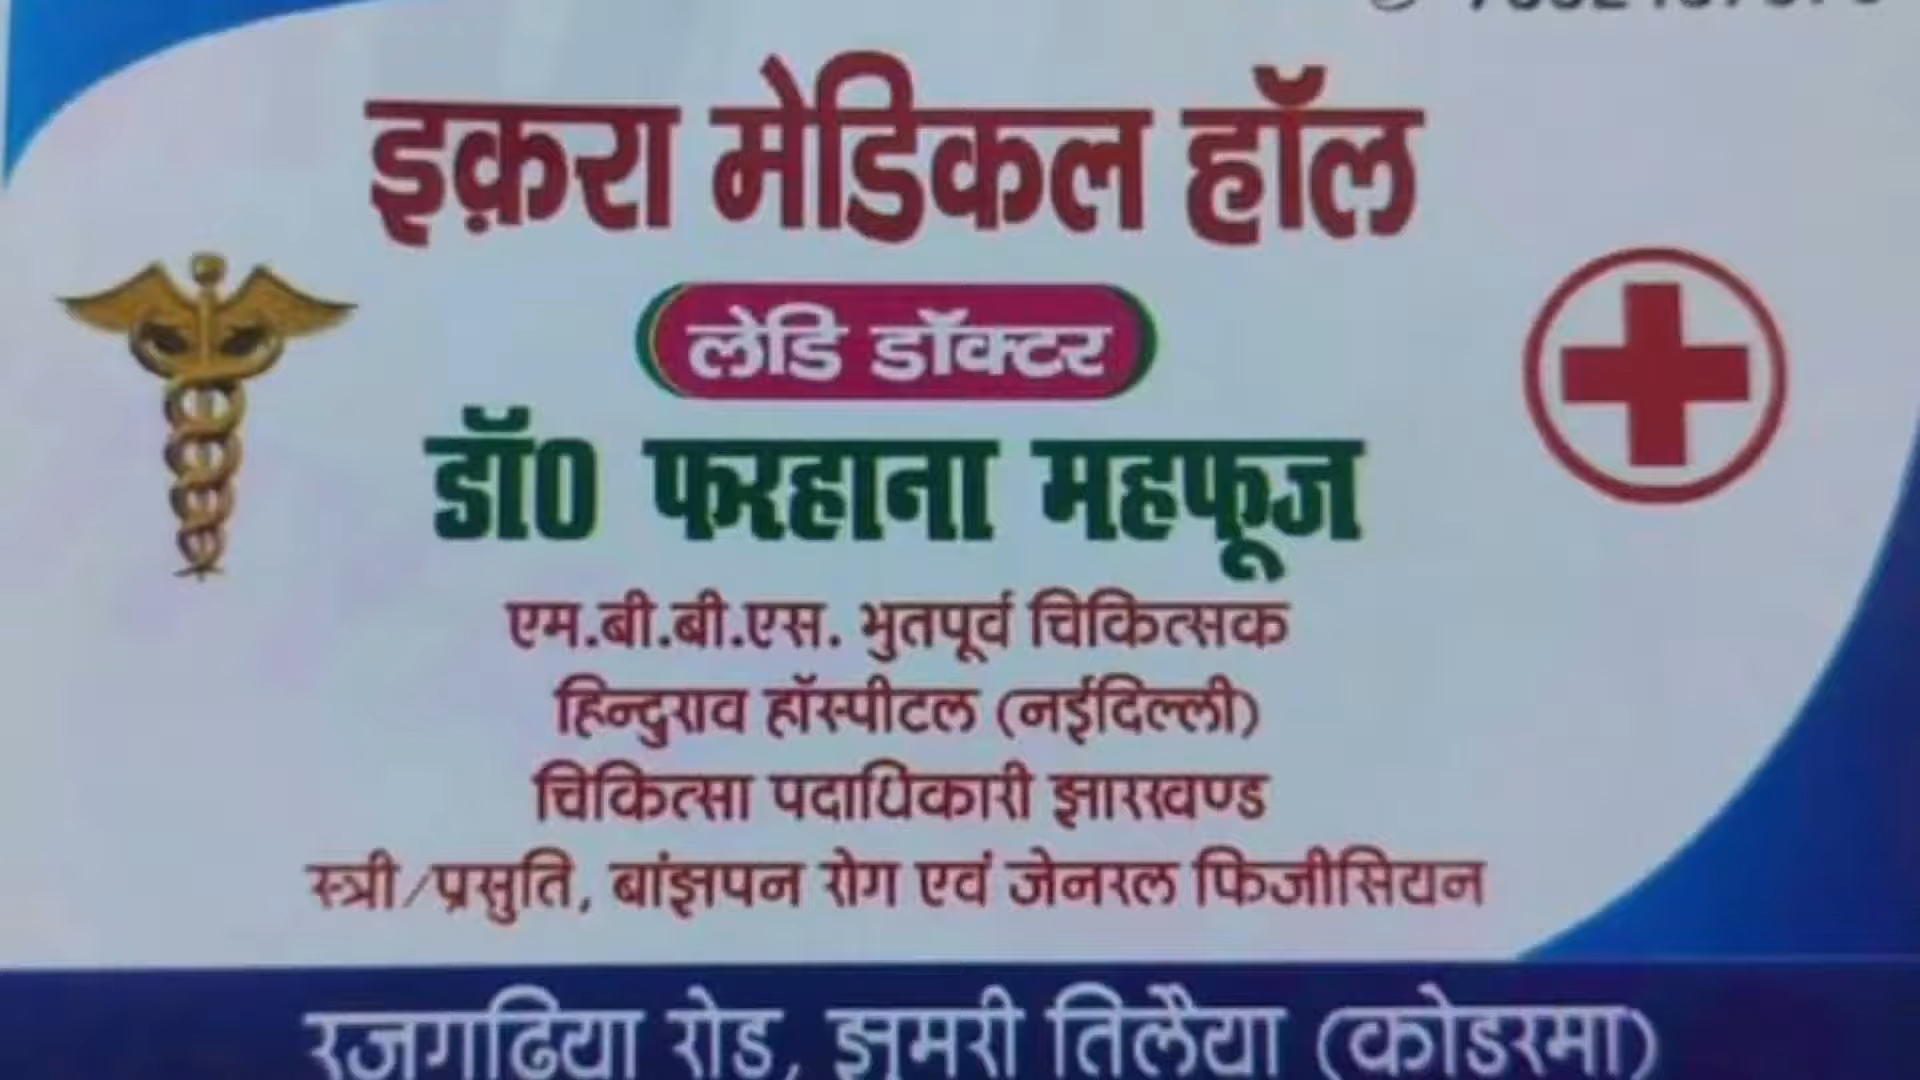 इक़रा मेडिकल हॉल
लेडि डॉक्टर
डॉ0 फरहाना महफूज
एम.बी.बी.एस. भुतपूर्व चिकित्सक
हिन्दुराव हॉस्पीटल (नईदिल्ली)
चिकित्सा पदाधिकारी झारखण्ड
स्त्री/प्रसुति, बांझपन रोग एवं जेनरल फिजीसियन
रजगढिया रोड, झुमरी तिलैया (कोडरमा)